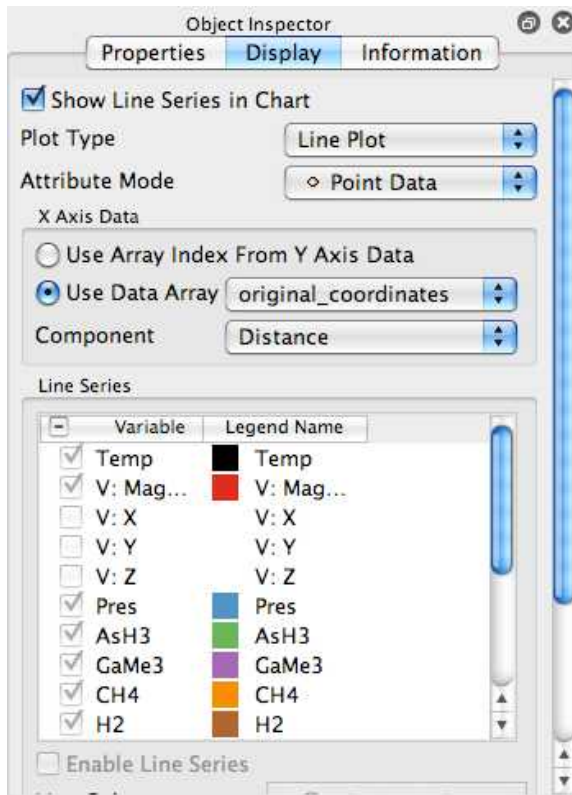 Object Inspector
Properties Display Information
Show Line Series in Chart
Plot Type Line Plot
Attribute Mode Point Data
X Axis Data
Use Array Index From Y Axis Data
Use Data Array original_coordinates
Component Distance
Line Series
Variable Legend Name
Temp Temp
V: Mag... V: Mag...
V: X V: X
V: Y V: Y
V: Z V: Z
Pres Pres
AsH3 AsH3
GaMe3 GaMe3
CH4 CH4
H2 H2
Enable Line Series